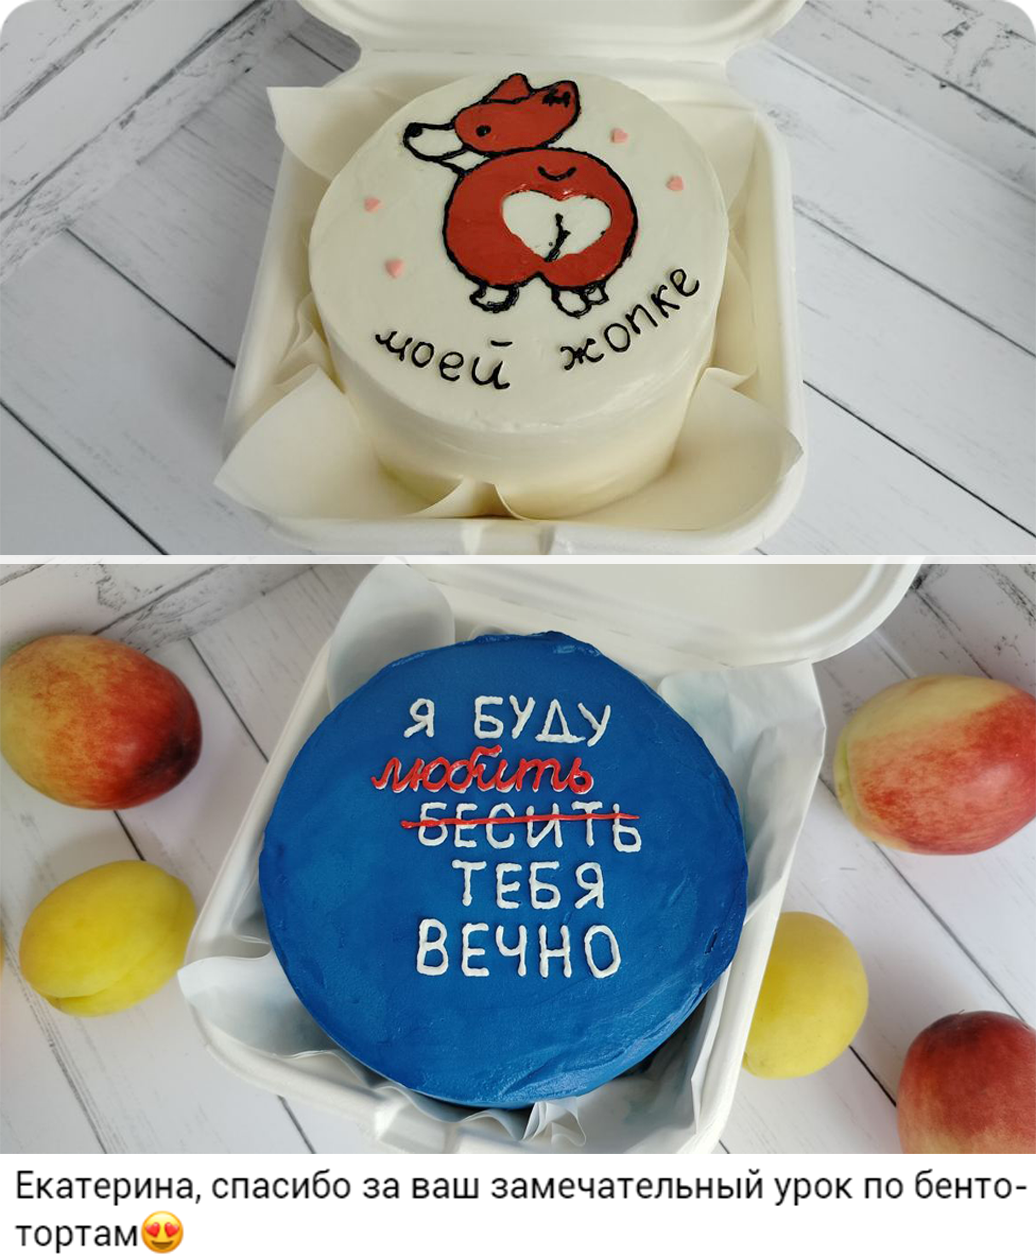 моей жопке
Я БУДУ
любить
БЕСИТЬ
ТЕБЯ
ВЕЧНО
Екатерина, спасибо за ваш замечательный урок по бенто-
тортам😍